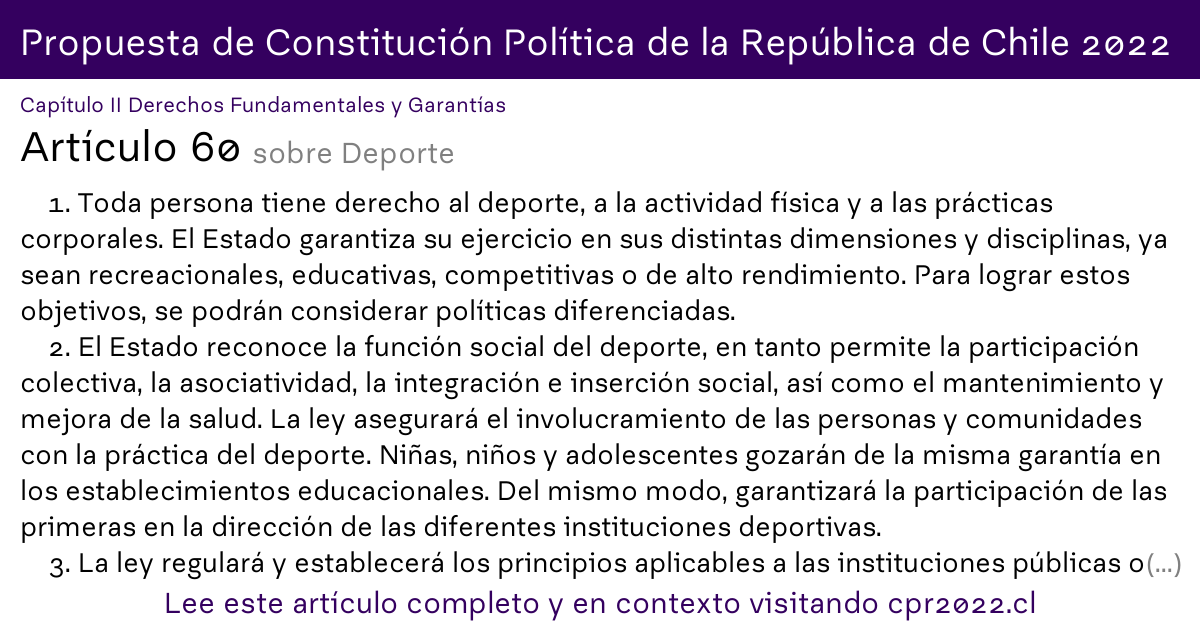 Propuesta de Constitución Política de la República de Chile 2022
Capítulo II Derechos Fundamentales y Garantías
Artículo 60 sobre Deporte
1. Toda persona tiene derecho al deporte, a la actividad física y a las prácticas
corporales. El Estado garantiza su ejercicio en sus distintas dimensiones y disciplinas, ya
sean recreacionales, educativas, competitivas o de alto rendimiento. Para lograr estos
objetivos, se podrán considerar políticas diferenciadas.
2. El Estado reconoce la función social del deporte, en tanto permite la participación
colectiva, la asociatividad, la integración e inserción social, así como el mantenimiento y
mejora de la salud. La ley asegurará el involucramiento de las personas y comunidades
con la práctica del deporte. Niñas, niños y adolescentes gozarán de la misma garantía en
los establecimientos educacionales. Del mismo modo, garantizará la participación de las
primeras en la dirección de las diferentes instituciones deportivas.
3. La ley regulará y establecerá los principios aplicables a las instituciones públicas o(...)
Lee este artículo completo y en contexto visitando cpr2022.cl